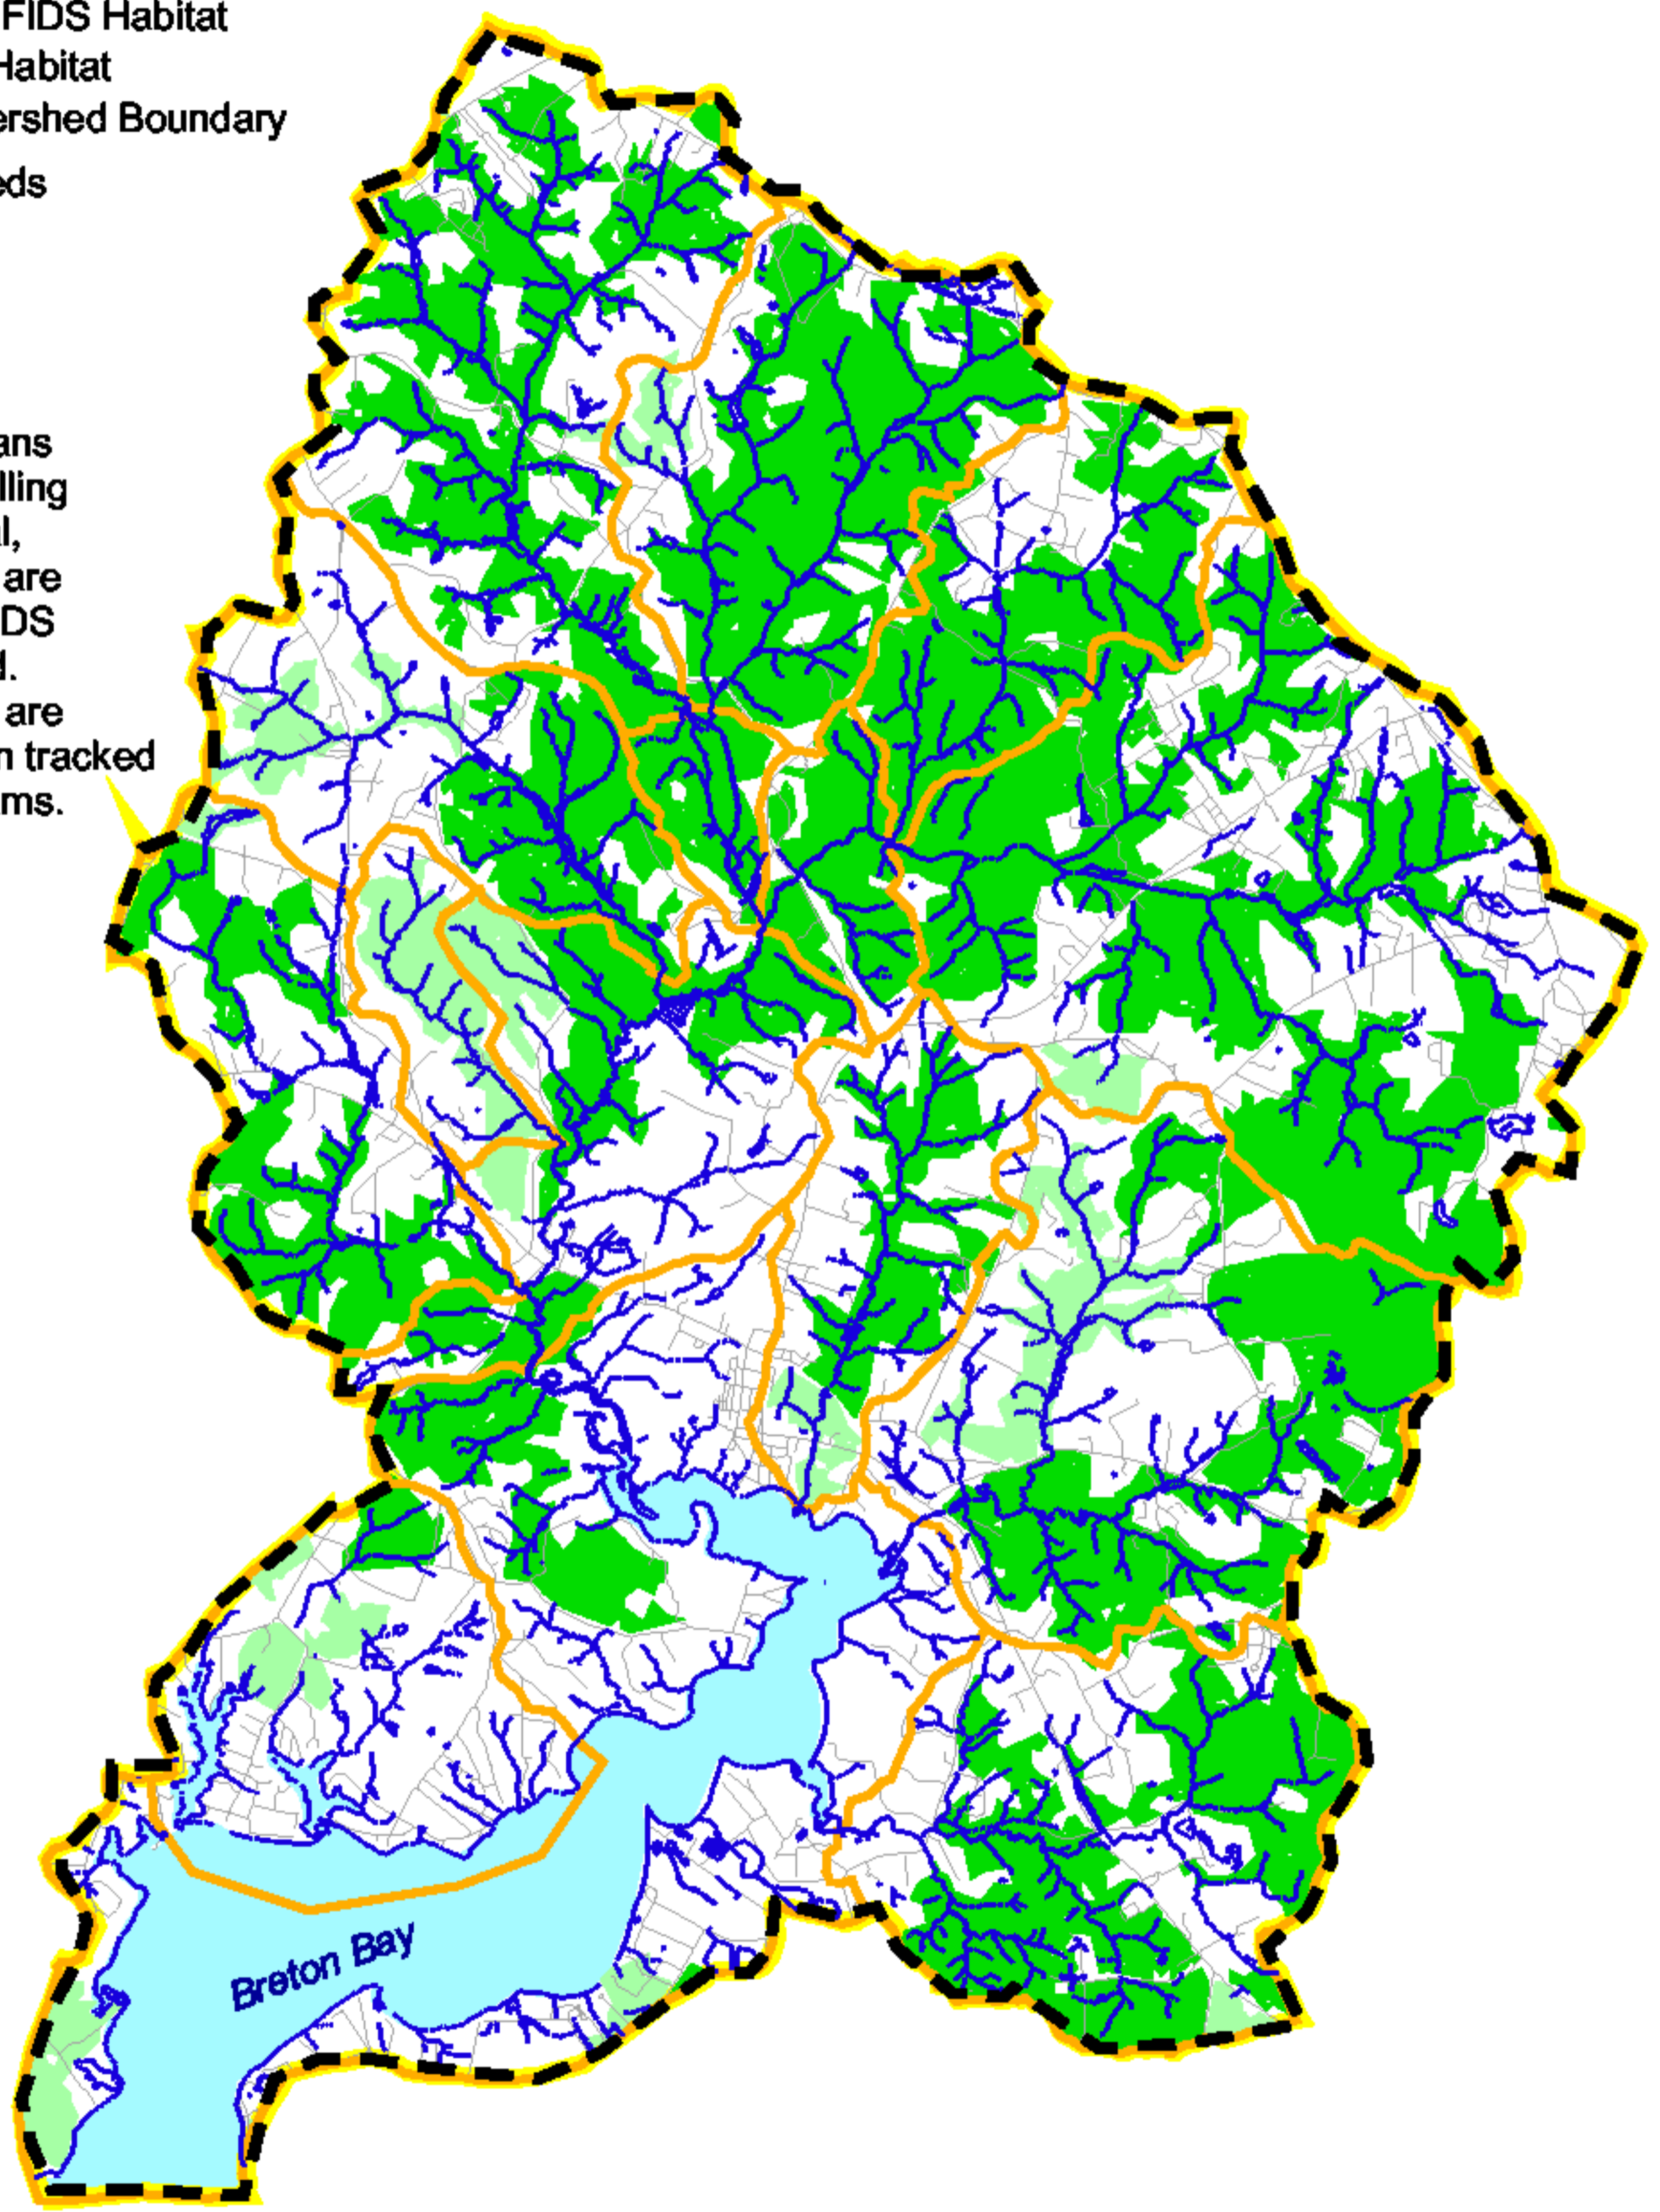 FIDS Habitat
Habitat
ershed Boundary
eds
ans
lling
l,
are
DS
d.
are
n tracked
ms.
Breton Bay